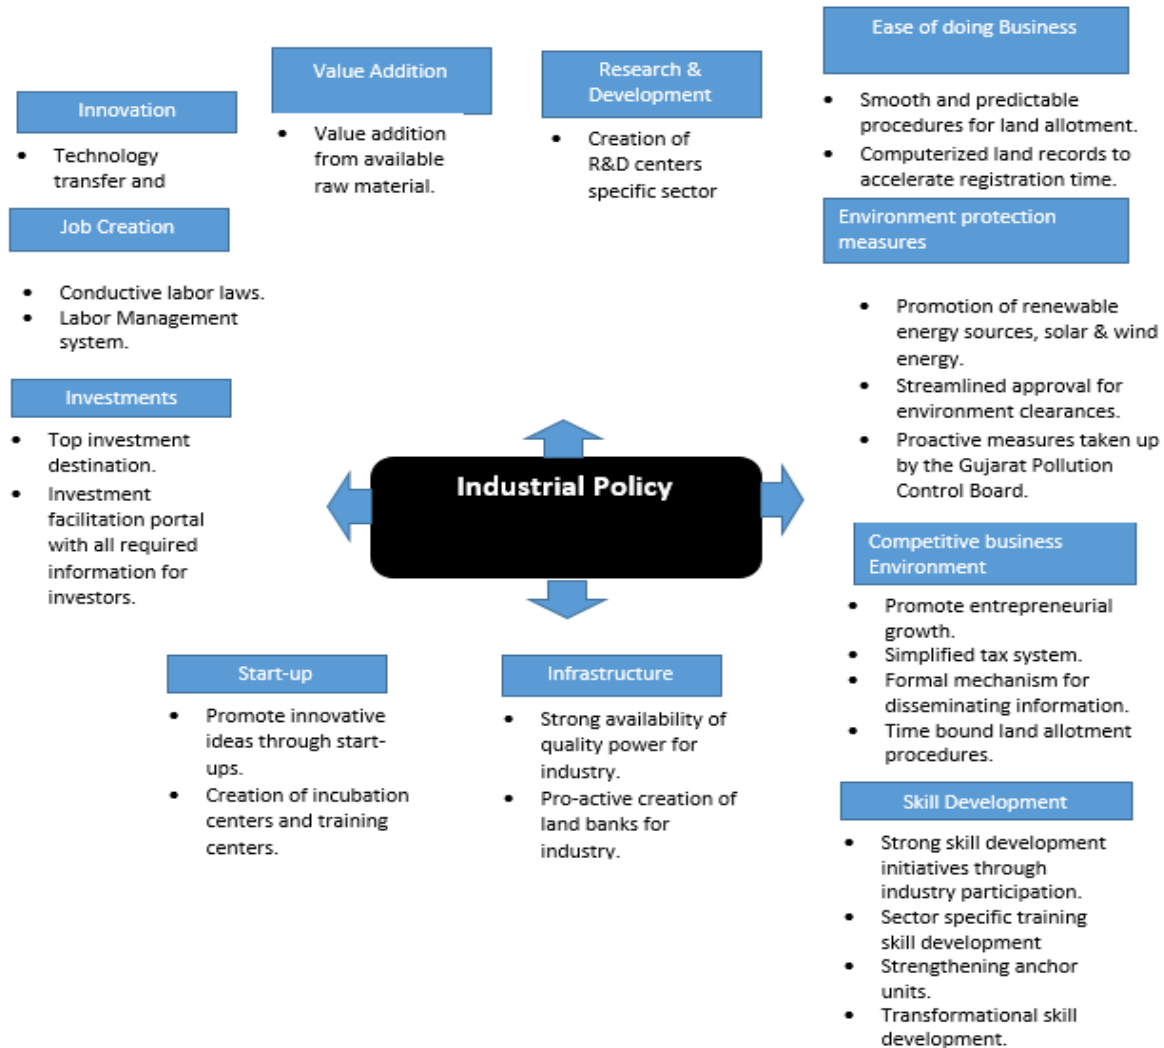 Innovation
• Technology
transfer and
Value Addition
• Value addition
from available
raw material.
Research &
Development
• Creation of
R&D centers
specific sector
Ease of doing Business
• Smooth and predictable
procedures for land allotment.
• Computerized land records to
accelerate registration time.
Job Creation
• Conductive labor laws.
• Labor Management
system.
Environment protection
measures
• Promotion of renewable
energy sources, solar & wind
energy.
• Streamlined approval for
environment clearances.
• Proactive measures taken up
by the Gujarat Pollution
Control Board.
Investments
• Top investment
destination.
• Investment
facilitation portal
with all required
information for
investors.
Industrial Policy
Competitive business
Environment
• Promote entrepreneurial
growth.
• Simplified tax system.
• Formal mechanism for
disseminating information.
• Time bound land allotment
procedures.
Start-up
• Promote innovative
ideas through start-
ups.
• Creation of incubation
centers and training
centers.
Infrastructure
• Strong availability of
quality power for
industry.
• Pro-active creation of
land banks for
industry.
Skill Development
• Strong skill development
initiatives through
industry participation.
• Sector specific training
skill development
• Strengthening anchor
units.
• Transformational skill
development.